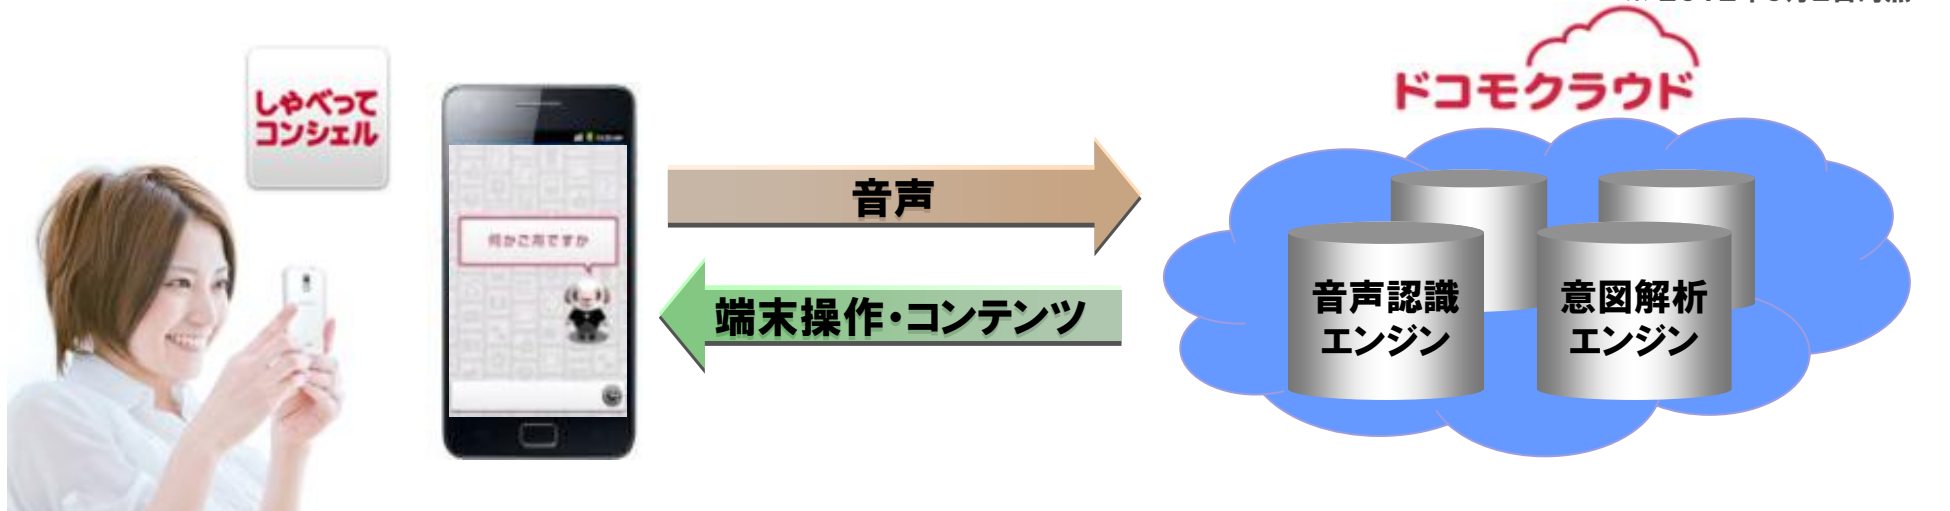 ドコモクラウド
しゃべって
コンシェル
何かご用ですか
音声
端末操作・コンテンツ
音声認識
エンジン
意図解析
エンジン